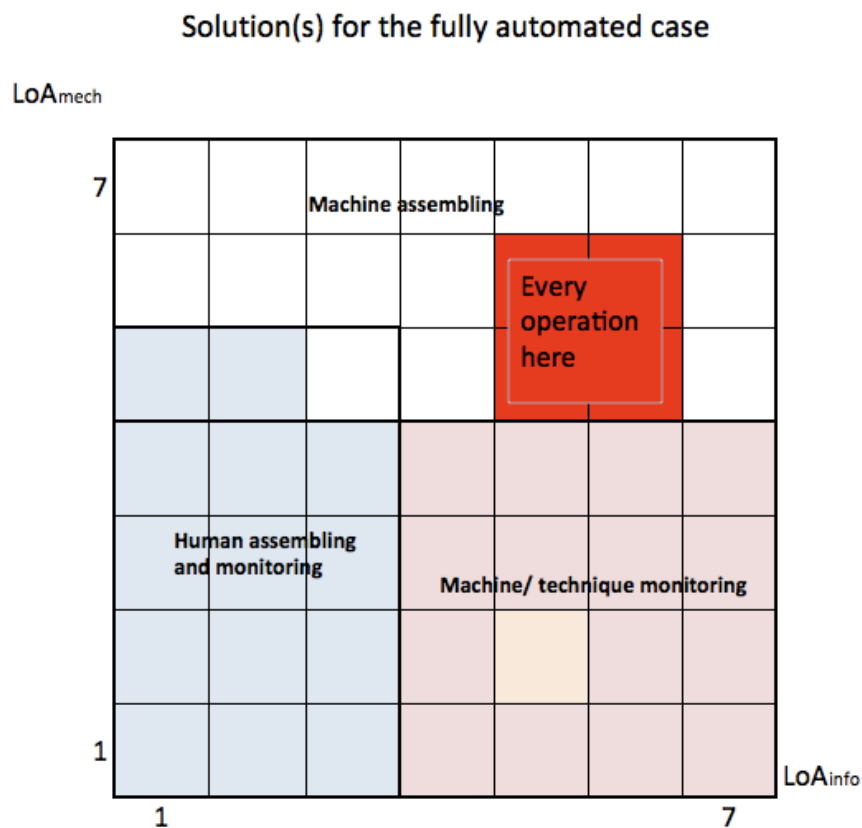 Solution(s) for the fully automated case
LoAmech
7
Machine assembling
Every
operation
here
Human assembling
and monitoring
Machine/ technique monitoring
1
LoAinfo
1
7